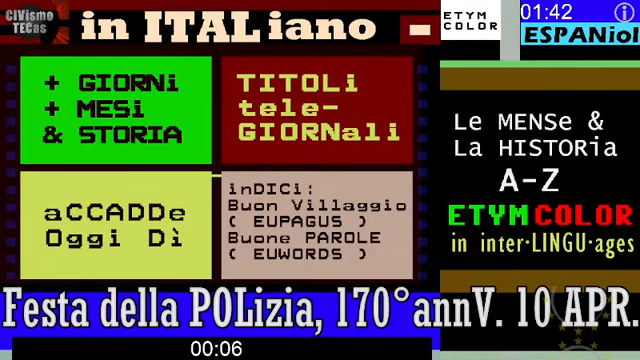 CIVismo
TECas
in ITALiano
ETYM
COLOR
01:42
ESPANiol
+ GIORNi
+ MESi
& STORIA
TITOLi
tele-
GIORNali
aCCADDe
Oggi Dì
inDICi:
Buon Villaggio
( EUPAGUS )
Buone PAROLE
( EUWORDS )
Le MENSe &
La HISTORia
A-Z
ETYMCOLOR
in inter·LINGU·ages
Festa della POLizia, 170°annV. 10 APR.
00:06